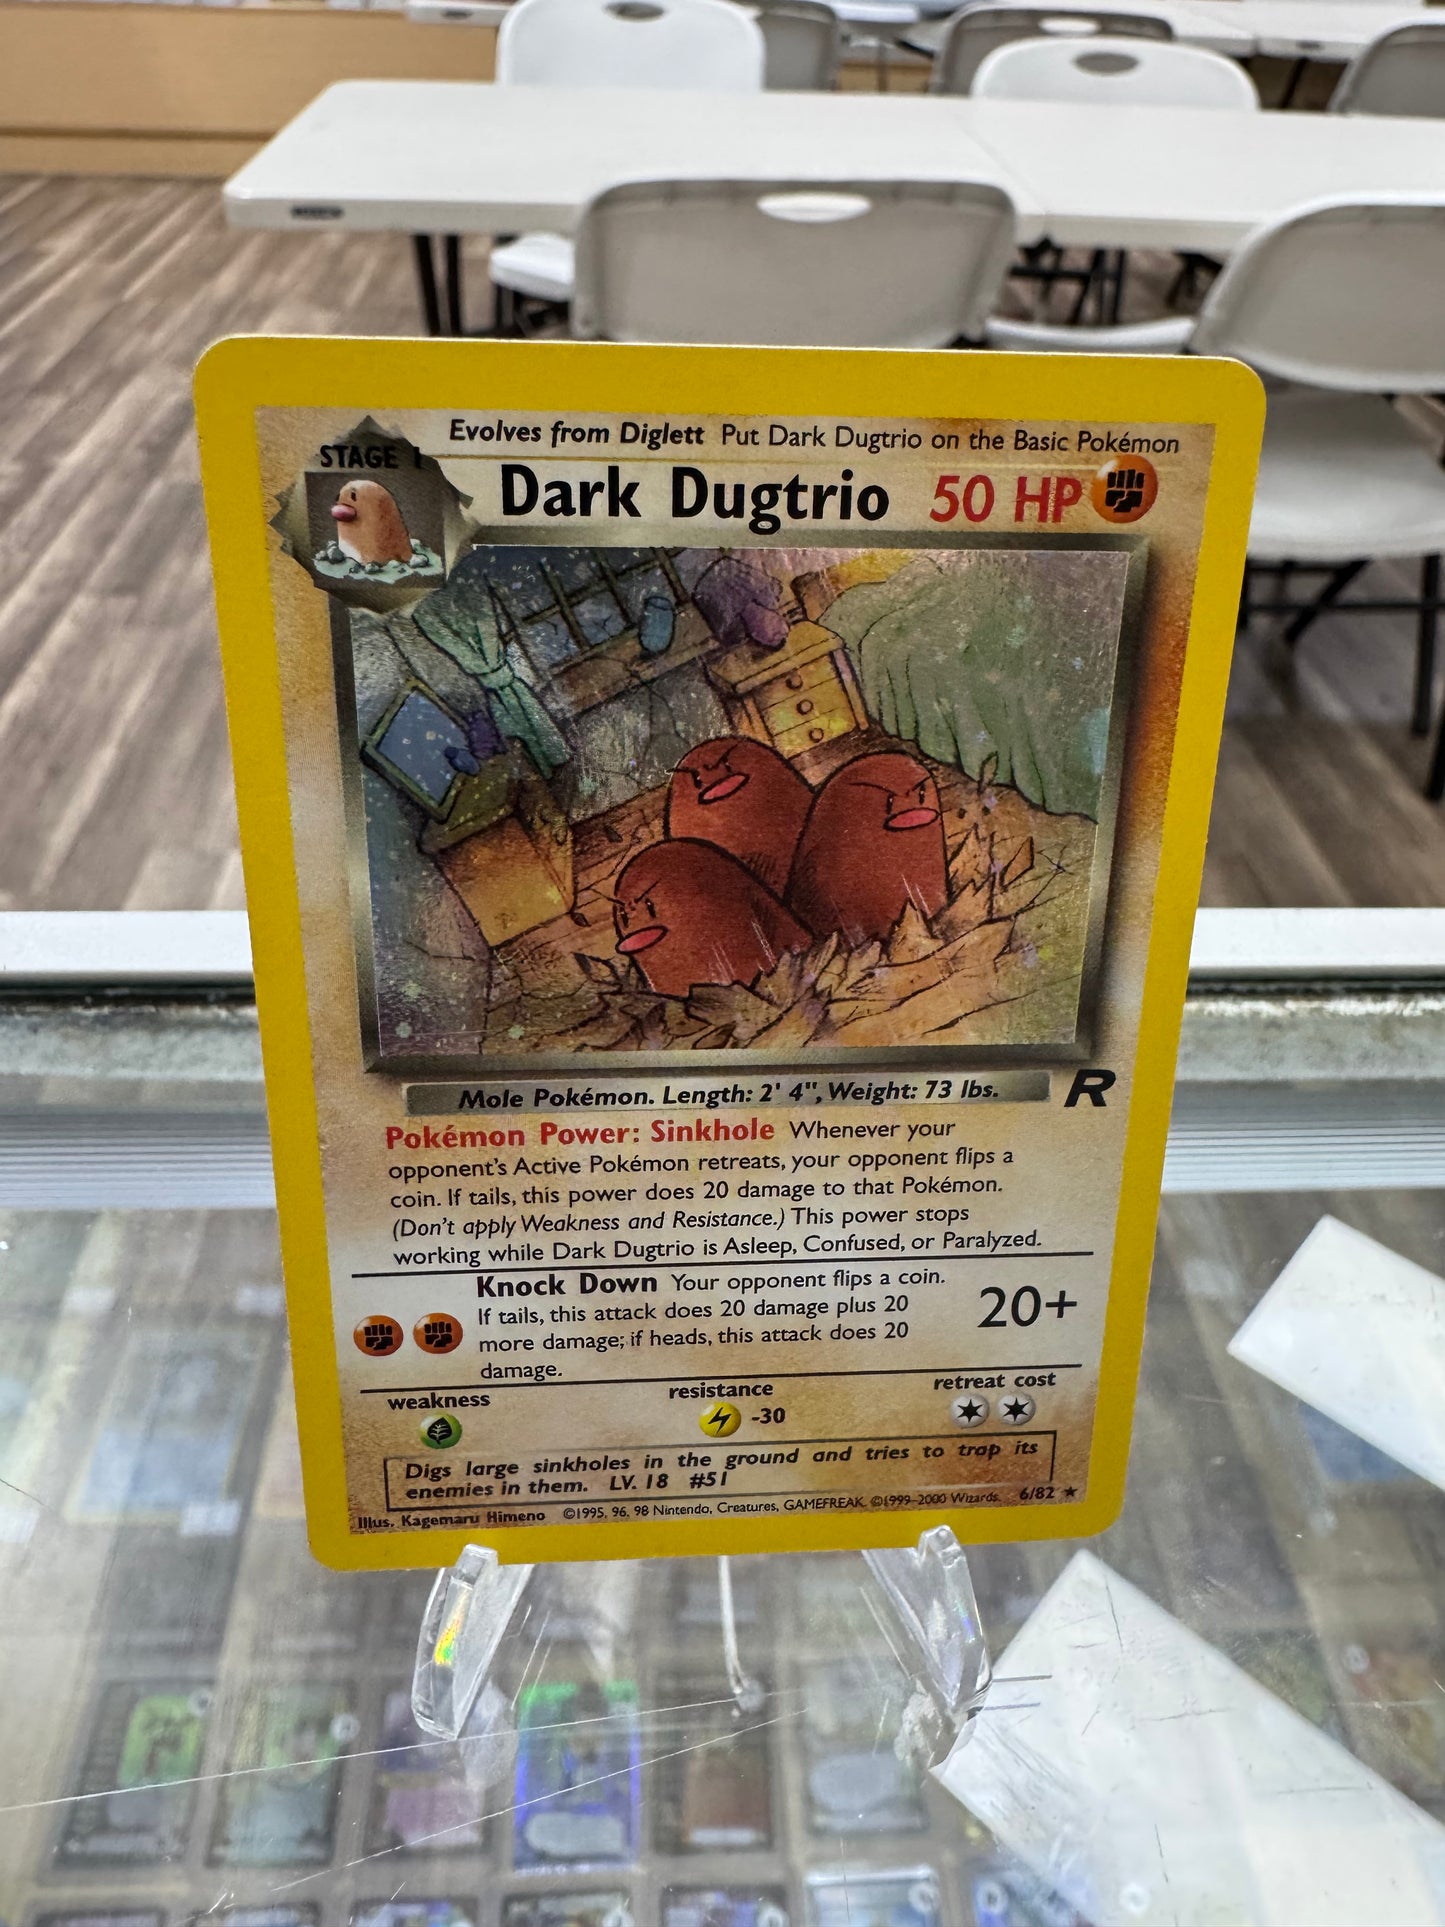 Evolves from Diglett Put Dark Dugtrio on the Basic Pokémon
STAGE 1
Dark Dugtrio 50 HP
Mole Pokémon. Length: 2' 4", Weight: 73 lbs.
R
Pokémon Power: Sinkhole Whenever your
opponent's Active Pokémon retreats, your opponent flips a
coin. If tails, this power does 20 damage to that Pokémon.
(Don't apply Weakness and Resistance.) This power stops
working while Dark Dugtrio is Asleep, Confused, or Paralyzed.
Knock Down Your opponent flips a coin.
If tails, this attack does 20 damage plus 20
more damage; if heads, this attack does 20
damage.
20+
weakness
resistance
-30
retreat cost
Digs large sinkholes in the ground and tries to trap its
enemies in them. LV. 18 #51
Illus. Kagemaru Himeno ©1995, 96, 98 Nintendo, Creatures, GAMEFREAK. ©1999-2000 Wizards. 6/82 ★